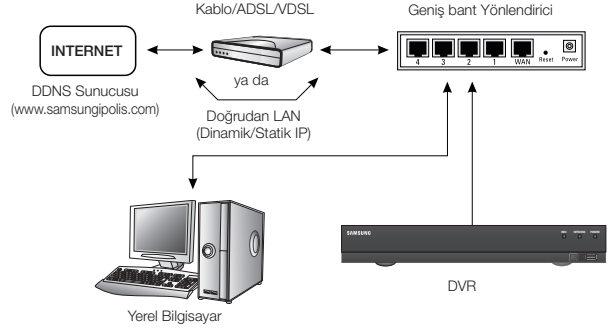 Kablo/ADSL/VDSL
Geniş bant Yönlendirici
INTERNET
4 3 2 1 WAN Reset Power
DDNS Sunucusu
(www.samsungipolis.com)
ya da
Doğrudan LAN
(Dinamik/Statik IP)
SAMSUNG
DVR
Yerel Bilgisayar